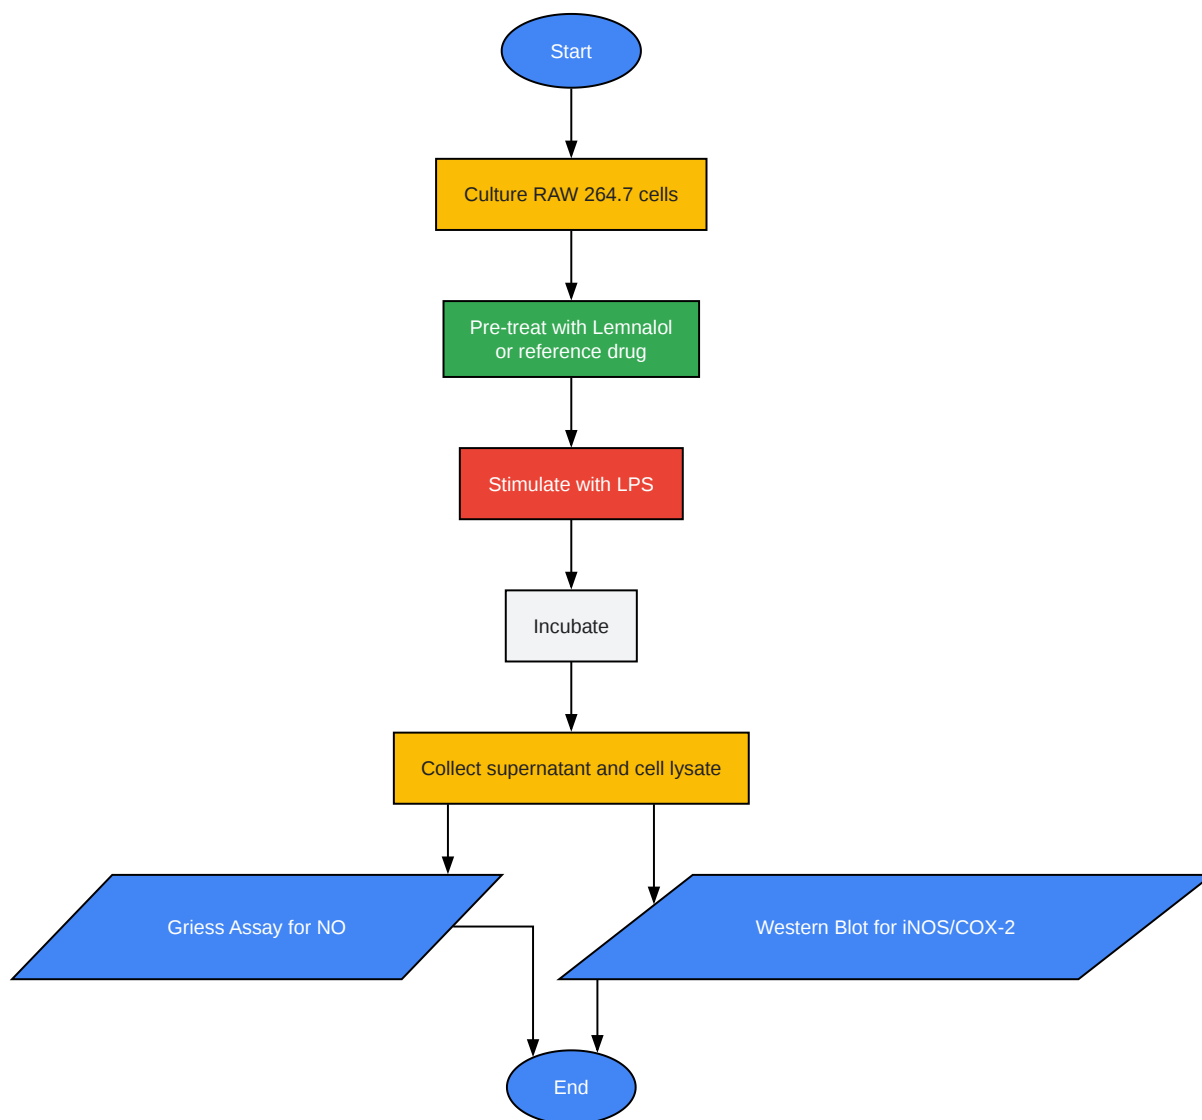 Start
Culture RAW 264.7 cells
Pre-treat with Lemnalol
or reference drug
Stimulate with LPS
Incubate
Collect supernatant and cell lysate
Griess Assay for NO
Western Blot for iNOS/COX-2
End